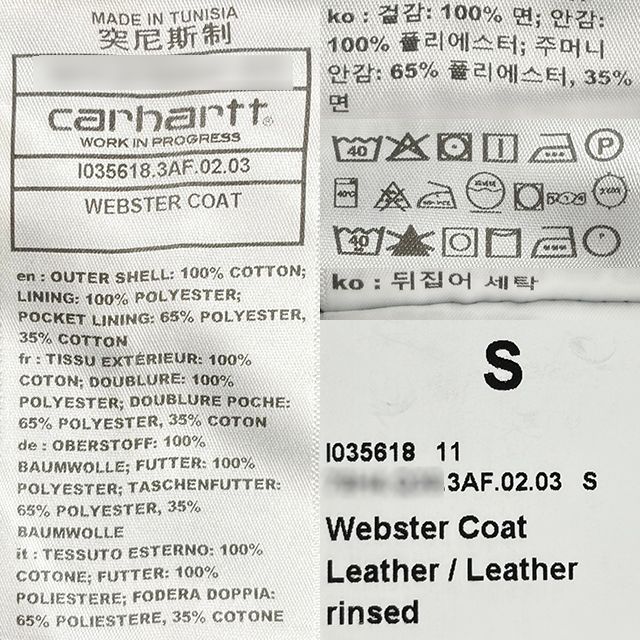 MADE IN TUNISIA
突尼斯制
carhartt®
WORK IN PROGRESS
I035618.3AF.02.03
WEBSTER COAT
en : OUTER SHELL: 100% COTTON;
LINING: 100% POLYESTER;
POCKET LINING: 65% POLYESTER,
35% COTTON
fr : TISSU EXTÉRIEUR: 100%
COTON; DOUBLURE: 100%
POLYESTER; DOUBLURE POCHE:
65% POLYESTER, 35% COTON
de : OBERSTOFF: 100%
BAUMWOLLE; FUTTER: 100%
POLYESTER; TASCHENFUTTER:
65% POLYESTER, 35%
BAUMWOLLE
it : TESSUTO ESTERNO: 100%
COTONE; FUTTER: 100%
POLIESTERE; FODERA DOPPIA:
65% POLIESTERE, 35% COTONE
ko : 겉감: 100% 면; 안감:
100% 폴리에스터; 주머니
안감: 65% 폴리에스터, 35%
면
40 P
40
ko : 뒤집어 세탁
S
I035618 11
.3AF.02.03 S
Webster Coat
Leather / Leather
rinsed